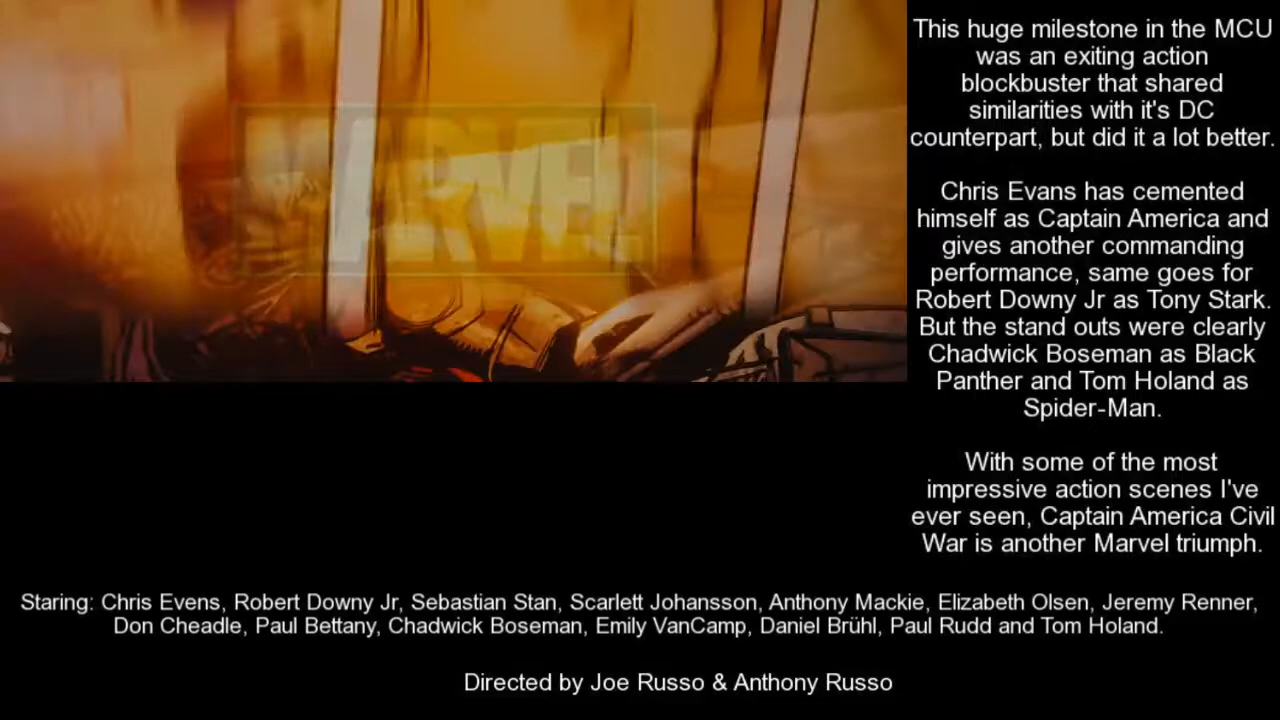 MARVEL
This huge milestone in the MCU
was an exiting action
blockbuster that shared
similarities with it's DC
counterpart, but did it a lot better.
Chris Evans has cemented
himself as Captain America and
gives another commanding
performance, same goes for
Robert Downy Jr as Tony Stark.
But the stand outs were clearly
Chadwick Boseman as Black
Panther and Tom Holand as
Spider-Man.
With some of the most
impressive action scenes I've
ever seen, Captain America Civil
War is another Marvel triumph.
Staring: Chris Evens, Robert Downy Jr, Sebastian Stan, Scarlett Johansson, Anthony Mackie, Elizabeth Olsen, Jeremy Renner,
Don Cheadle, Paul Bettany, Chadwick Boseman, Emily VanCamp, Daniel Brühl, Paul Rudd and Tom Holand.
Directed by Joe Russo & Anthony Russo